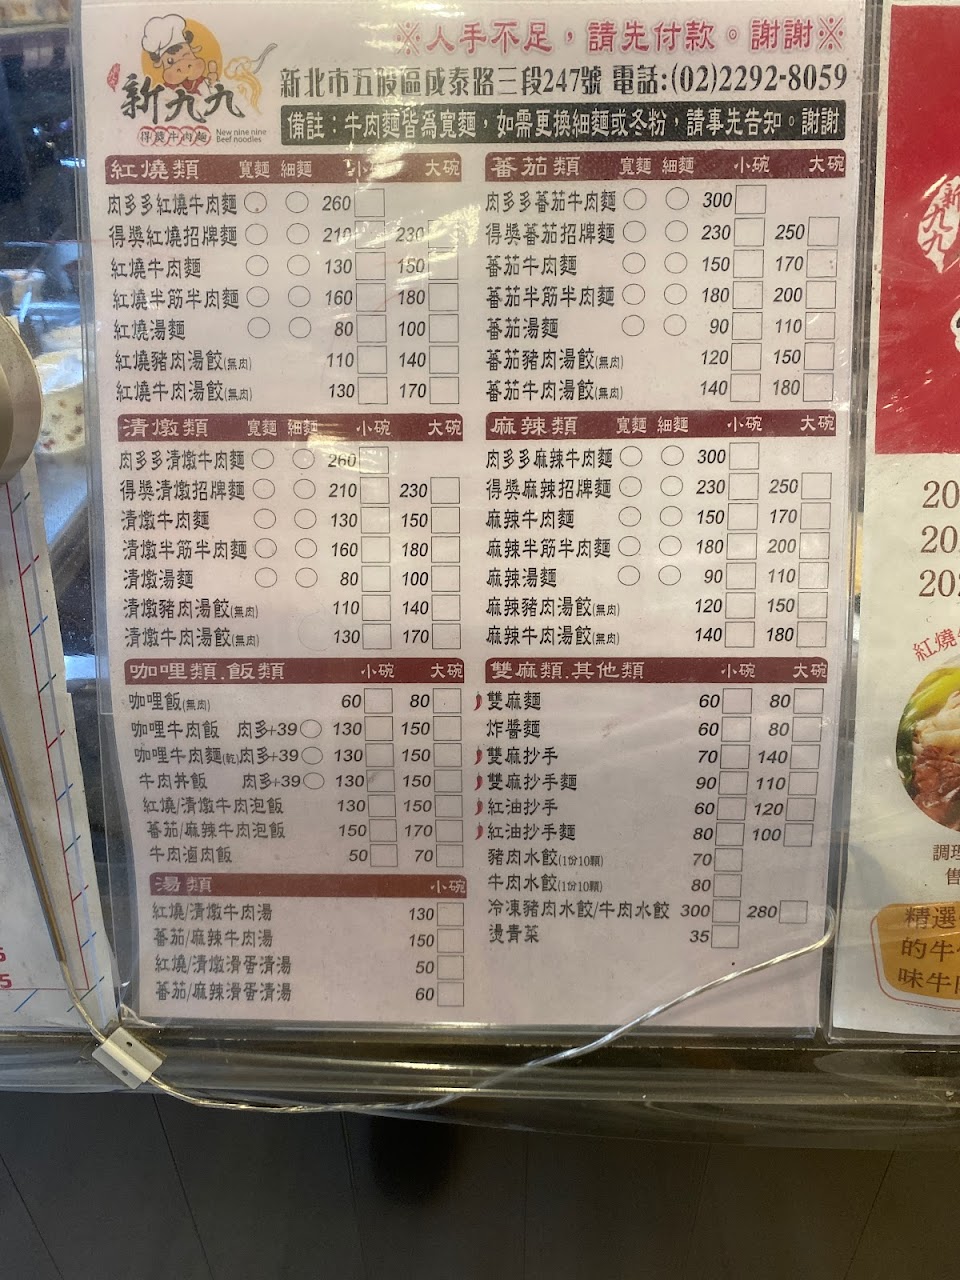 ※人手不足，請先付款。謝謝※
新北市五股區成泰路三段247號 電話:(02)2292-8059
備註：牛肉麵皆為寬麵，如需更換細麵或冬粉，請事先告知。謝謝
新九九
得獎牛肉麵
New nine nine
Beef noodles
紅燒類 寬麵 細麵 小碗 大碗
肉多多紅燒牛肉麵 260
得獎紅燒招牌麵 210 230
紅燒牛肉麵 130 150
紅燒半筋半肉麵 160 180
紅燒湯麵 80 100
紅燒豬肉湯餃(無肉) 110 140
紅燒牛肉湯餃(無肉) 130 170
蕃茄類 寬麵 細麵 小碗 大碗
肉多多蕃茄牛肉麵 300
得獎蕃茄招牌麵 230 250
蕃茄牛肉麵 150 170
蕃茄半筋半肉麵 180 200
蕃茄湯麵 90 110
蕃茄豬肉湯餃(無肉) 120 150
蕃茄牛肉湯餃(無肉) 140 180
清燉類 寬麵 細麵 小碗 大碗
肉多多清燉牛肉麵 260
得獎清燉招牌麵 210 230
清燉牛肉麵 130 150
清燉半筋半肉麵 160 180
清燉湯麵 80 100
清燉豬肉湯餃(無肉) 110 140
清燉牛肉湯餃(無肉) 130 170
麻辣類 寬麵 細麵 小碗 大碗
肉多多麻辣牛肉麵 300
得獎麻辣招牌麵 230 250
麻辣牛肉麵 150 170
麻辣半筋半肉麵 180 200
麻辣湯麵 90 110
麻辣豬肉湯餃(無肉) 120 150
麻辣牛肉湯餃(無肉) 140 180
咖哩類.飯類 小碗 大碗
咖哩飯(無肉) 60 80
咖哩牛肉飯 肉多+39 130 150
咖哩牛肉麵(乾)肉多+39 130 150
牛肉丼飯 肉多+39 130 150
紅燒/清燉牛肉泡飯 130 150
蕃茄/麻辣牛肉泡飯 150 170
牛肉滷肉飯 50 70
湯類 小碗
紅燒/清燉牛肉湯 130
蕃茄/麻辣牛肉湯 150
紅燒/清燉滑蛋清湯 50
蕃茄/麻辣滑蛋清湯 60
雙麻類.其他類 小碗 大碗
雙麻麵 60 80
炸醬麵 60 80
雙麻抄手 70 140
雙麻抄手麵 90 110
紅油抄手 60 120
紅油抄手麵 80 100
豬肉水餃(1份10顆) 70
牛肉水餃(1份10顆) 80
冷凍豬肉水餃/牛肉水餃 300 280
燙青菜 35
新九九
20
20
202
紅燒
調理
售
精選
的牛
味牛
5